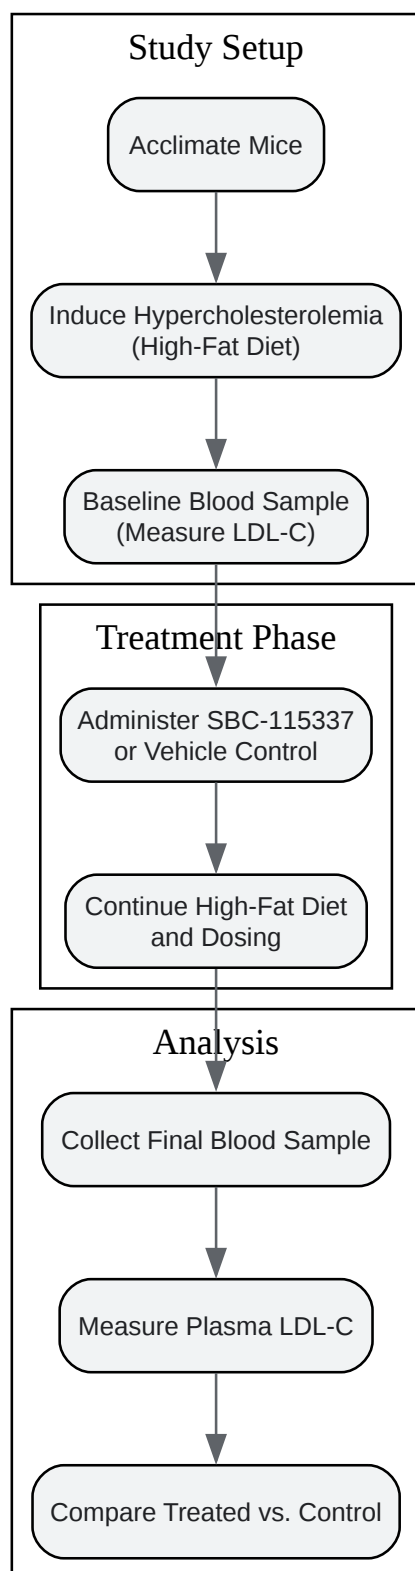 Study Setup
Acclimate Mice
Induce Hypercholesterolemia
(High-Fat Diet)
Baseline Blood Sample
(Measure LDL-C)
Treatment Phase
Administer SBC-115337
or Vehicle Control
Continue High-Fat Diet
and Dosing
Analysis
Collect Final Blood Sample
Measure Plasma LDL-C
Compare Treated vs. Control